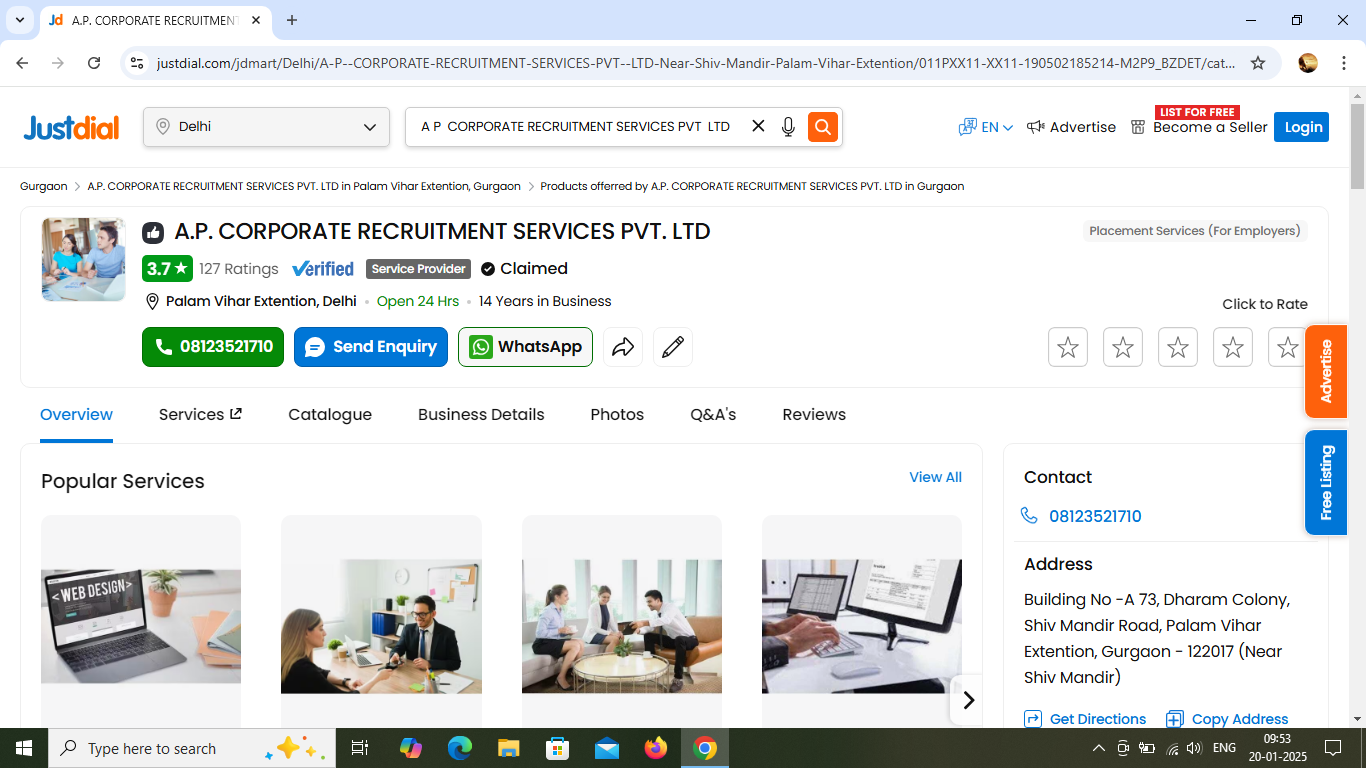 A.P. CORPORATE RECRUITMENT
justdial.com/jdmart/Delhi/A-P--CORPORATE-RECRUITMENT-SERVICES-PVT--LTD-Near-Shiv-Mandir-Palam-Vihar-Extention/011PXX11-XX11-190502185214-M2P9_BZDET/cat...
Justdial
Delhi
A P CORPORATE RECRUITMENT SERVICES PVT LTD
EN
Advertise
LIST FOR FREE
Become a Seller
Login
Gurgaon > A.P. CORPORATE RECRUITMENT SERVICES PVT. LTD in Palam Vihar Extention, Gurgaon > Products offerred by A.P. CORPORATE RECRUITMENT SERVICES PVT. LTD in Gurgaon
A.P. CORPORATE RECRUITMENT SERVICES PVT. LTD
Placement Services (For Employers)
3.7 ★ 127 Ratings Verified Service Provider Claimed
Palam Vihar Extention, Delhi • Open 24 Hrs • 14 Years in Business
Click to Rate
08123521710 Send Enquiry WhatsApp
Advertise
Free Listing
Overview Services Catalogue Business Details Photos Q&A's Reviews
Popular Services
View All
<WEB DESIGN>
Contact
08123521710
Address
Building No -A 73, Dharam Colony,
Shiv Mandir Road, Palam Vihar
Extention, Gurgaon - 122017 (Near
Shiv Mandir)
Get Directions Copy Address
Type here to search
ENG
09:53
20-01-2025